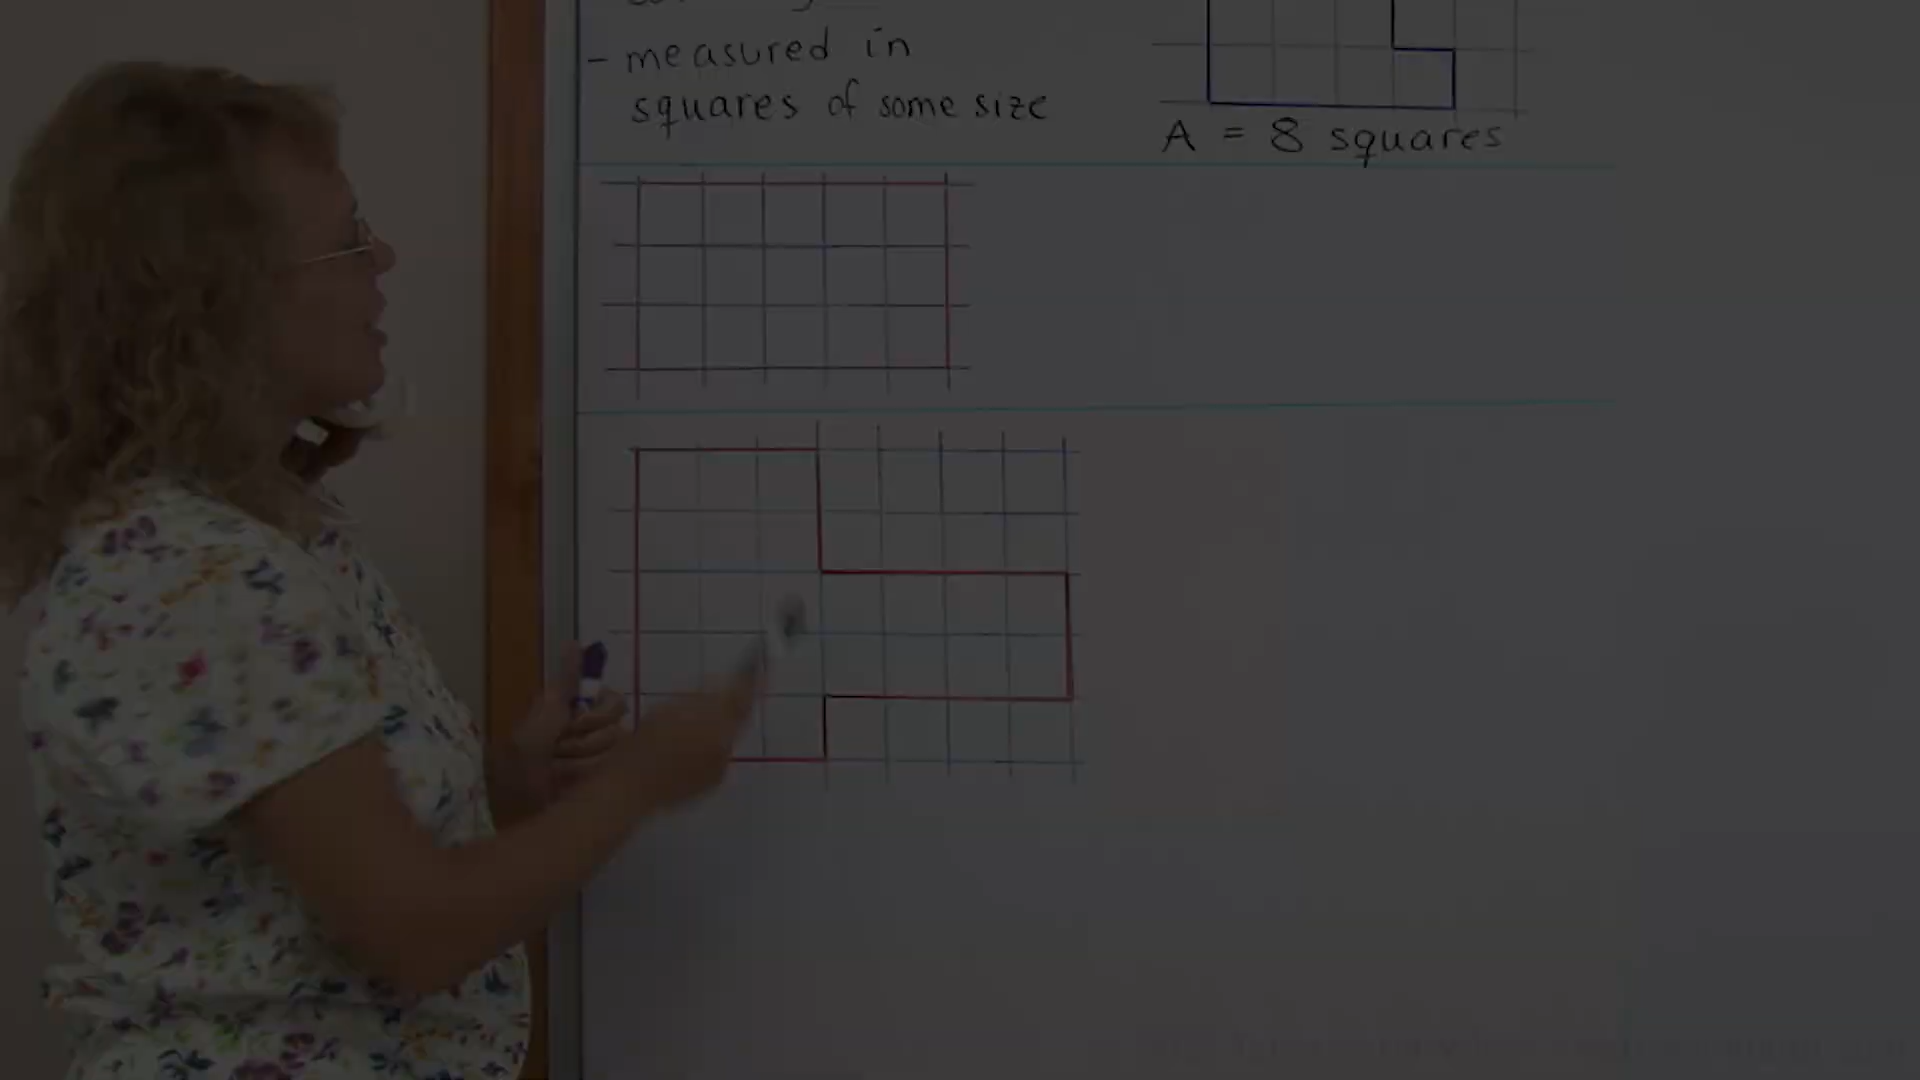 - measured in
squares of some size
A = 8 squares